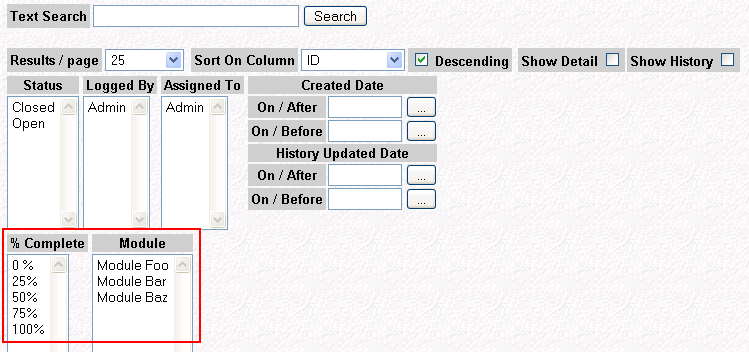 Text Search Search
Results / page 25 Sort On Column ID Descending Show Detail Show History
Status Logged By Assigned To Created Date
Closed Admin Admin On / After ...
Open
On / Before ...
History Updated Date
On / After ...
On / Before ...
% Complete Module
0 % Module Foo
25% Module Bar
50% Module Baz
75%
100%